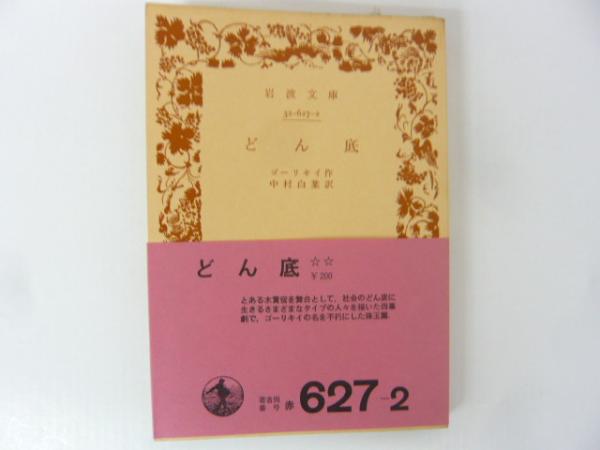 岩波文庫
32-627-2
どん底
ゴーリキイ作
中村白葉訳
どん底 ☆☆
￥200
とある木賃宿を舞台として，社会のどん底に
生きるさまざまなタイプの人々を描いた四幕
劇で，ゴーリキイの名を不朽にした珠玉篇．
著者別
番号 赤 627-2